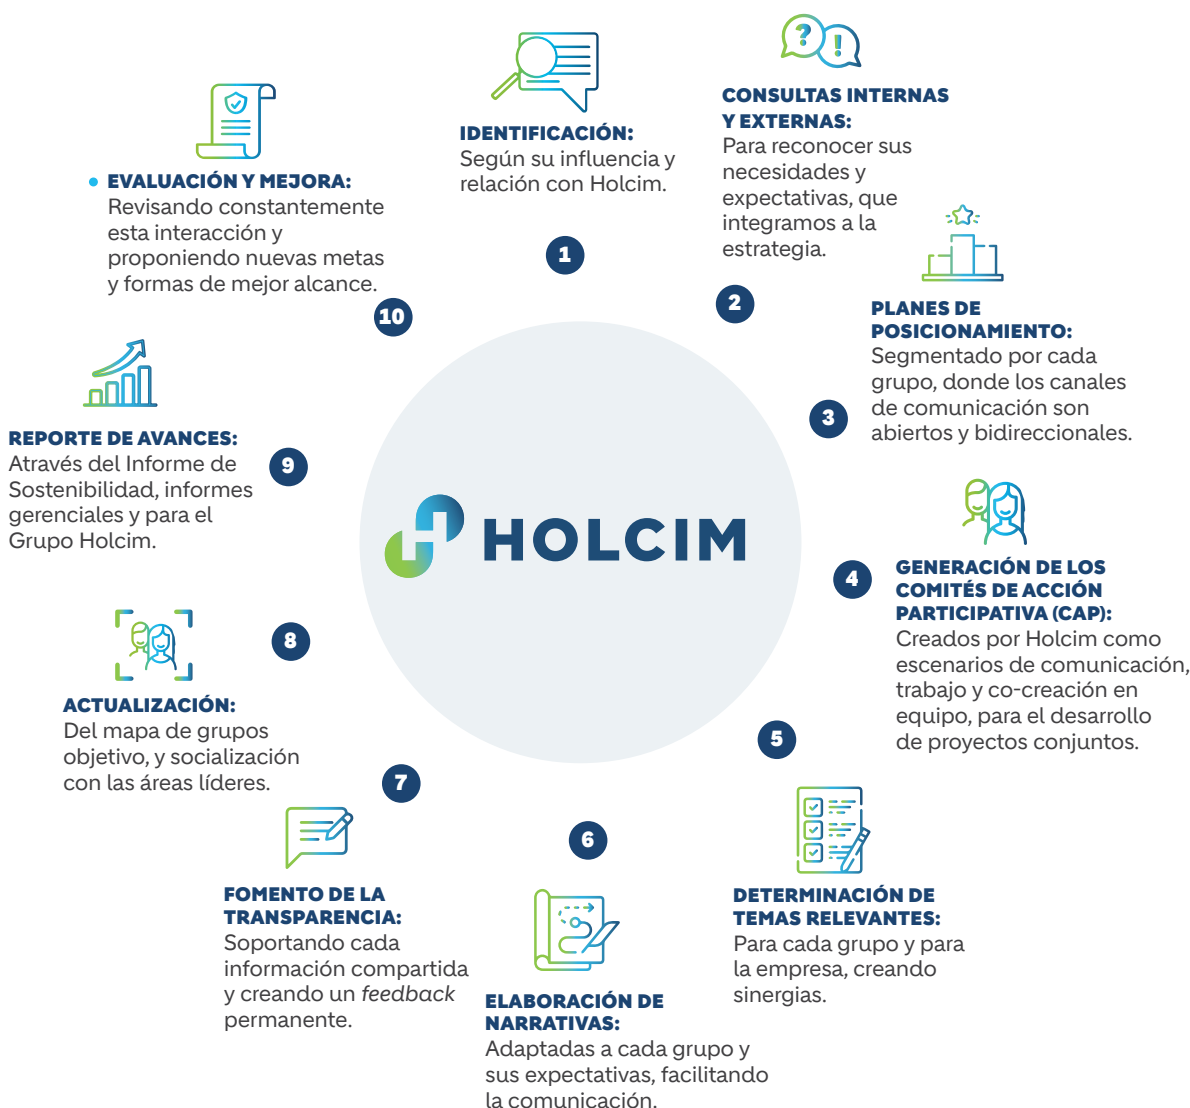 IDENTIFICACIÓN:
Según su influencia y
relación con Holcim.
1
CONSULTAS INTERNAS
Y EXTERNAS:
Para reconocer sus
necesidades y
expectativas, que
integramos a la
estrategia.
2
PLANES DE
POSICIONAMIENTO:
Segmentado por cada
grupo, donde los canales
de comunicación son
abiertos y bidireccionales.
3
GENERACIÓN DE LOS
COMITÉS DE ACCIÓN
PARTICIPATIVA (CAP):
Creados por Holcim como
escenarios de comunicación,
trabajo y co-creación en
equipo, para el desarrollo
de proyectos conjuntos.
4
DETERMINACIÓN DE
TEMAS RELEVANTES:
Para cada grupo y para
la empresa, creando
sinergias.
5
ELABORACIÓN DE
NARRATIVAS:
Adaptadas a cada grupo y
sus expectativas, facilitando
la comunicación.
6
FOMENTO DE LA
TRANSPARENCIA:
Soportando cada
información compartida
y creando un feedback
permanente.
7
ACTUALIZACIÓN:
Del mapa de grupos
objetivo, y socialización
con las áreas líderes.
8
REPORTE DE AVANCES:
Através del Informe de
Sostenibilidad, informes
gerenciales y para el
Grupo Holcim.
9
• EVALUACIÓN Y MEJORA:
Revisando constantemente
esta interacción y
proponiendo nuevas metas
y formas de mejor alcance.
10
HOLCIM